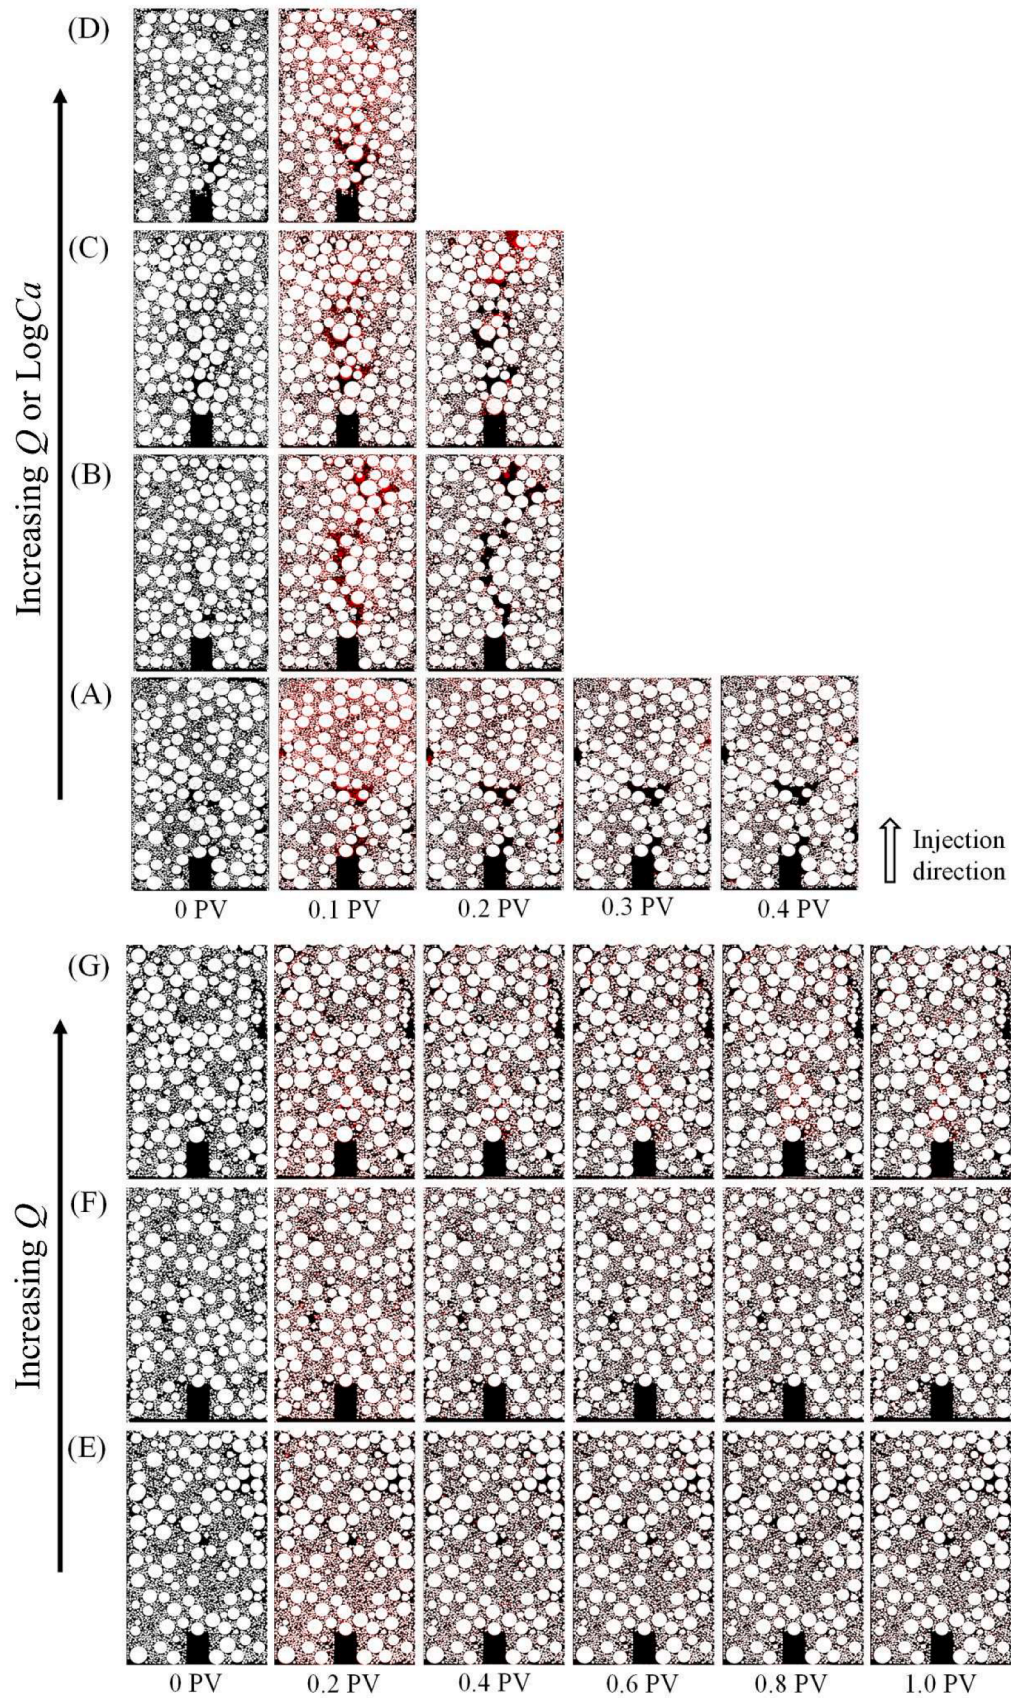 (D)
(C)
(B)
(A)
Increasing Q or LogCa
Injection
direction
0 PV
0.1 PV
0.2 PV
0.3 PV
0.4 PV
(G)
(F)
(E)
Increasing Q
0 PV
0.2 PV
0.4 PV
0.6 PV
0.8 PV
1.0 PV